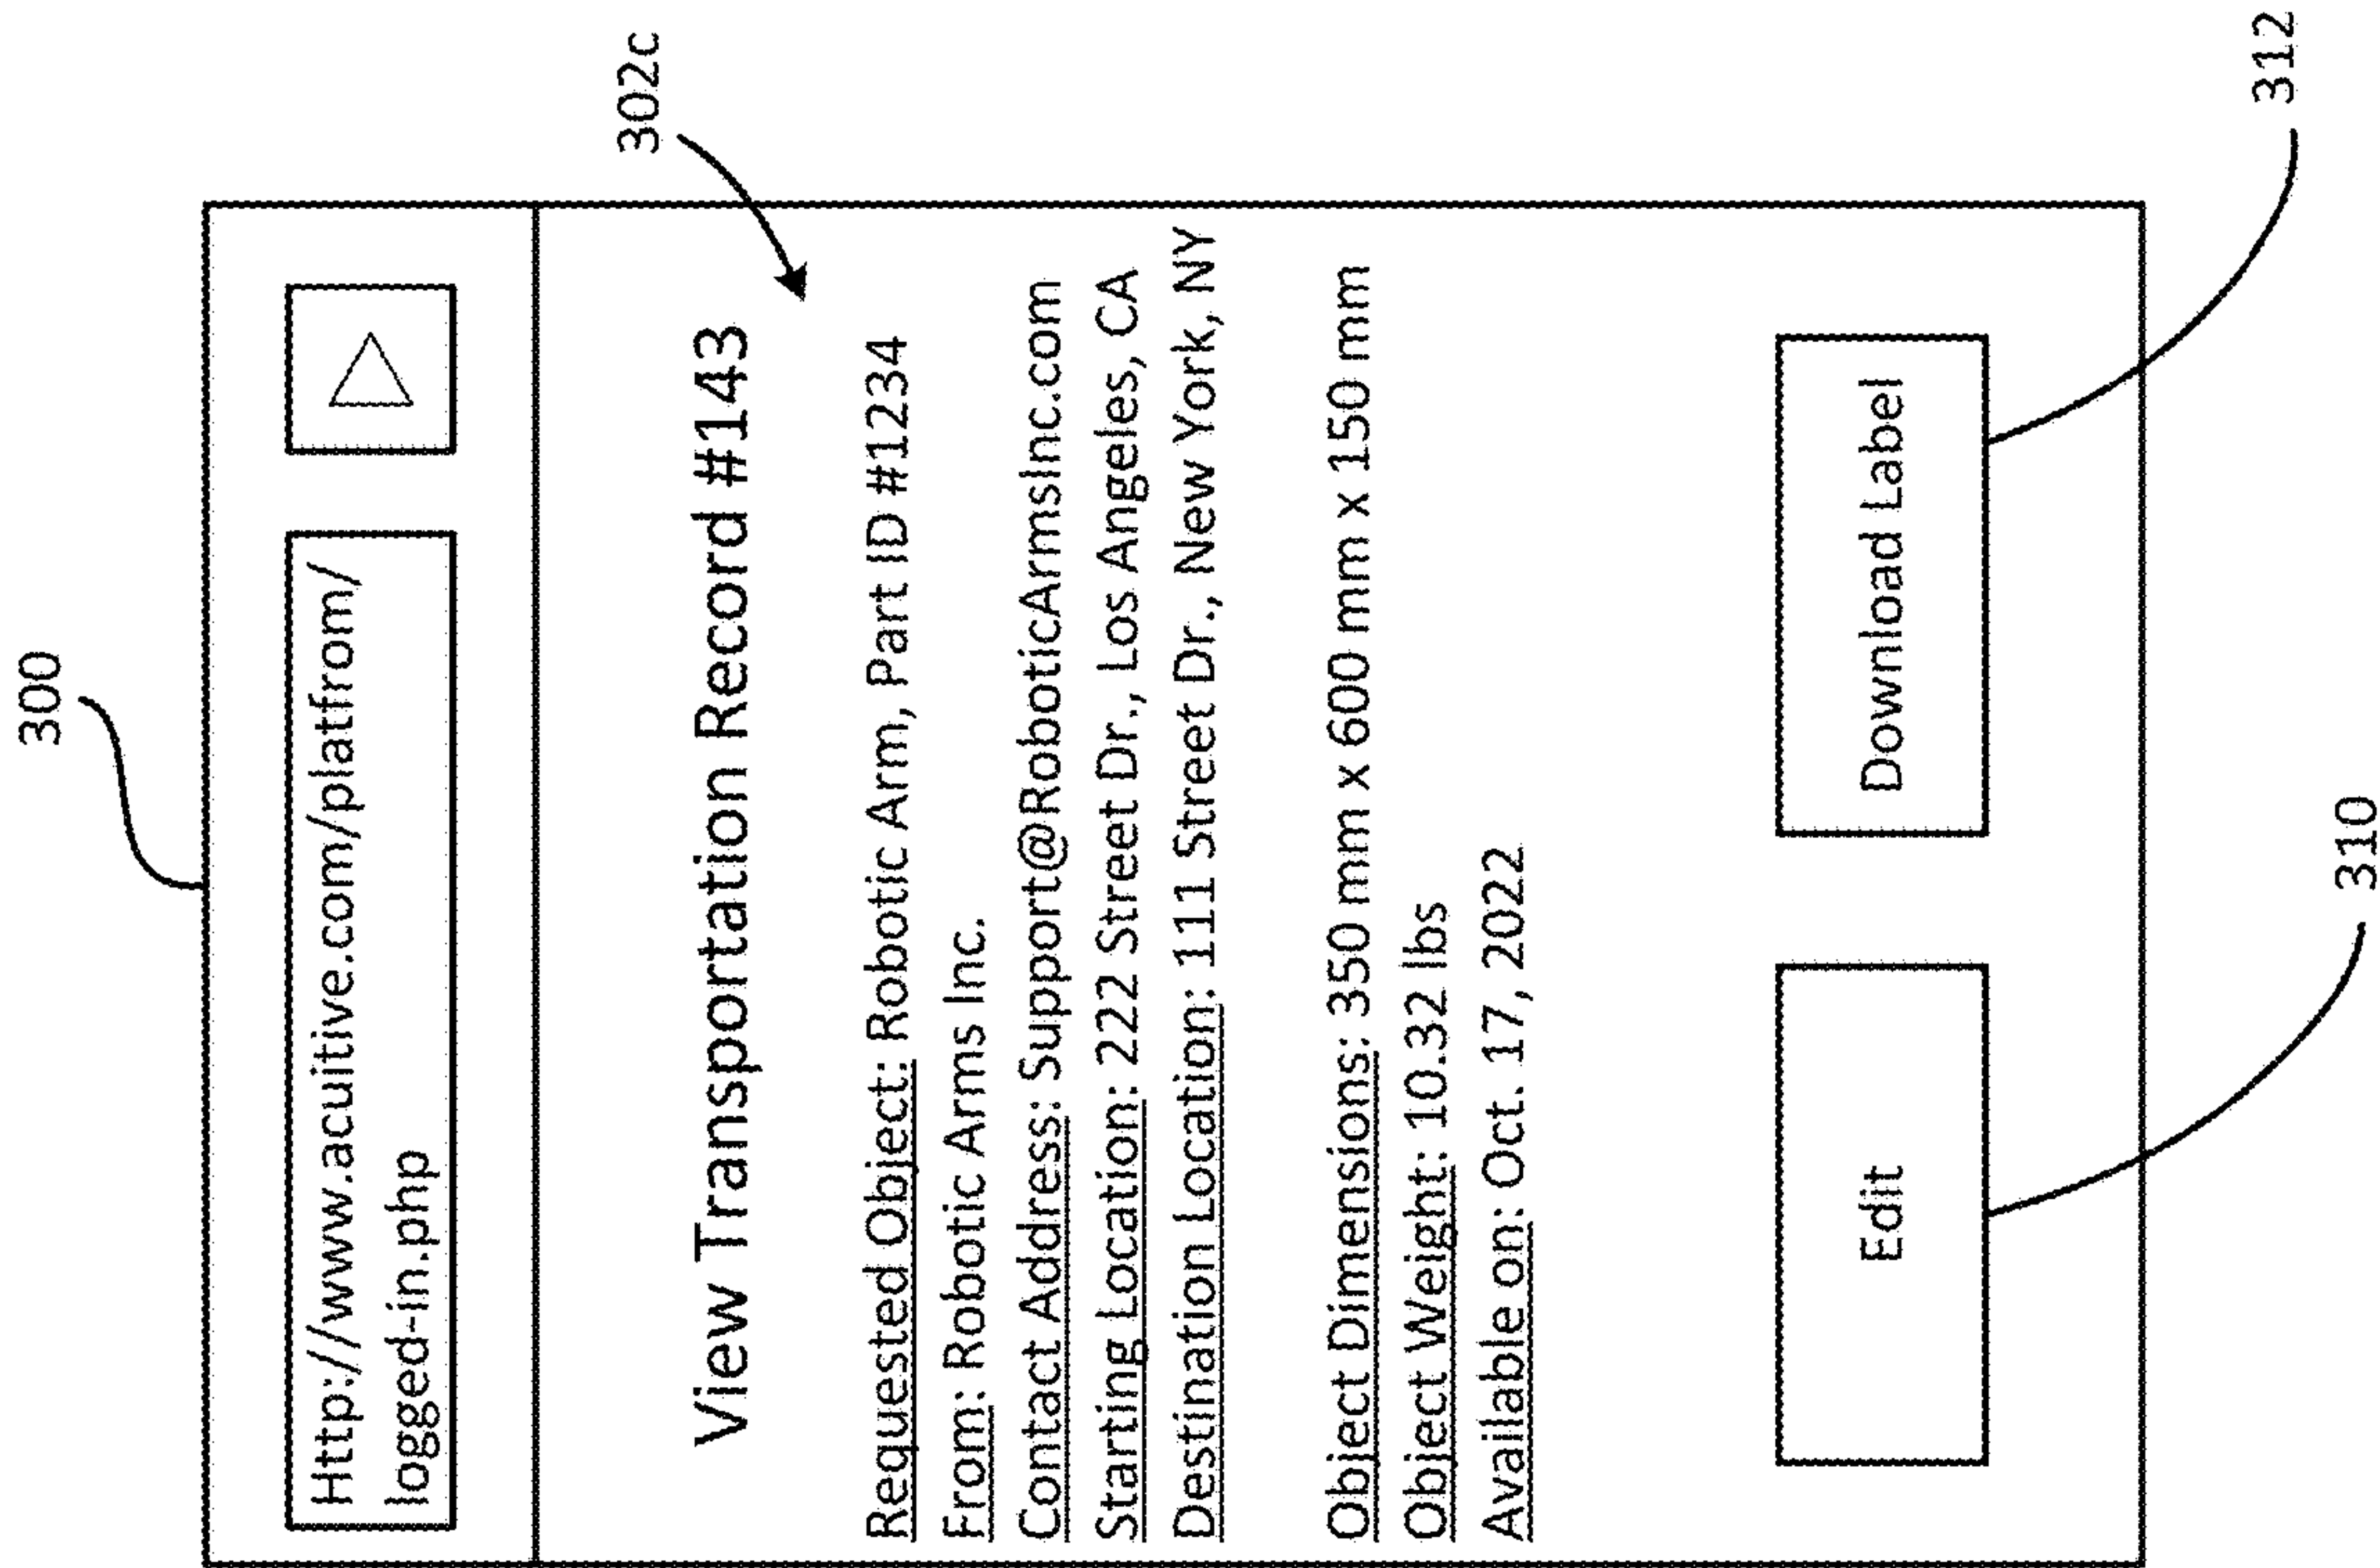 300
Http://www.acuitive.com/platfrom/
logged-in.php
302c
View Transportation Record #143
Requested Object: Robotic Arm, Part ID #1234
From: Robotic Arms Inc.
Contact Address: Support@RoboticArmsInc.com
Starting Location: 222 Street Dr., Los Angeles, CA
Destination Location: 111 Street Dr., New York, NY
Object Dimensions: 350 mm x 600 mm x 150 mm
Object Weight: 10.32 lbs
Available on: Oct. 17, 2022
Edit
Download Label
310
312